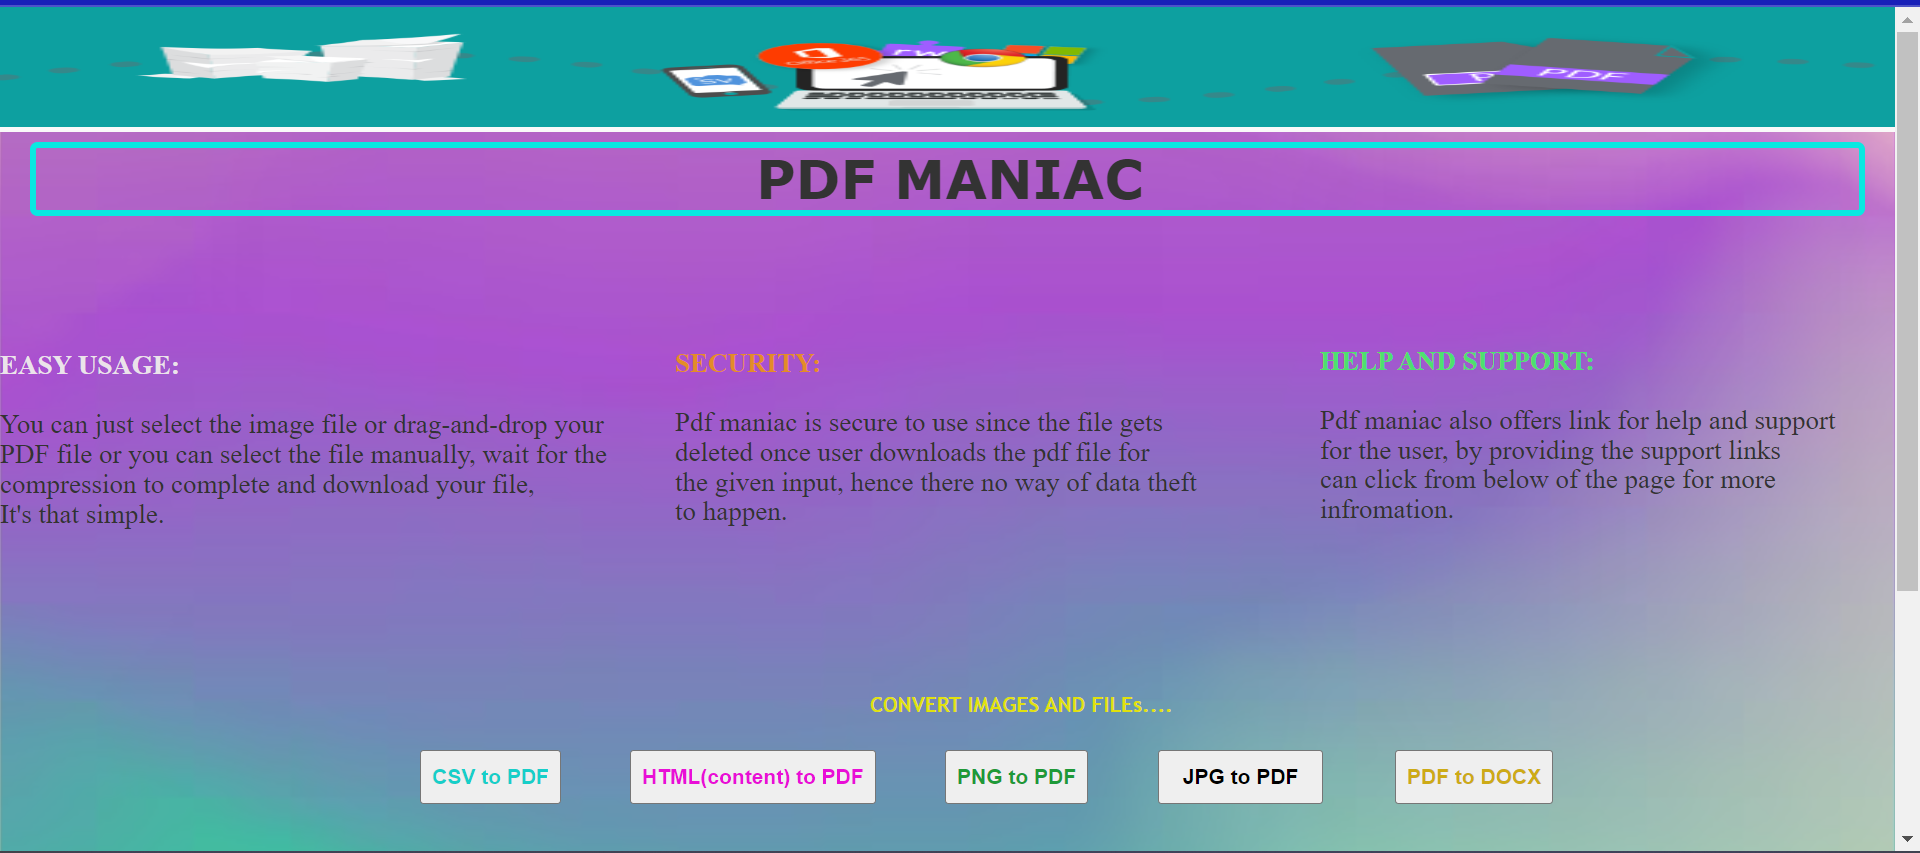 PDF
PDF MANIAC
EASY USAGE:
You can just select the image file or drag-and-drop your
PDF file or you can select the file manually, wait for the
compression to complete and download your file,
It's that simple.
SECURITY:
Pdf maniac is secure to use since the file gets
deleted once user downloads the pdf file for
the given input, hence there no way of data theft
to happen.
HELP AND SUPPORT:
Pdf maniac also offers link for help and support
for the user, by providing the support links
can click from below of the page for more
infromation.
CONVERT IMAGES AND FILEs....
CSV to PDF
HTML(content) to PDF
PNG to PDF
JPG to PDF
PDF to DOCX